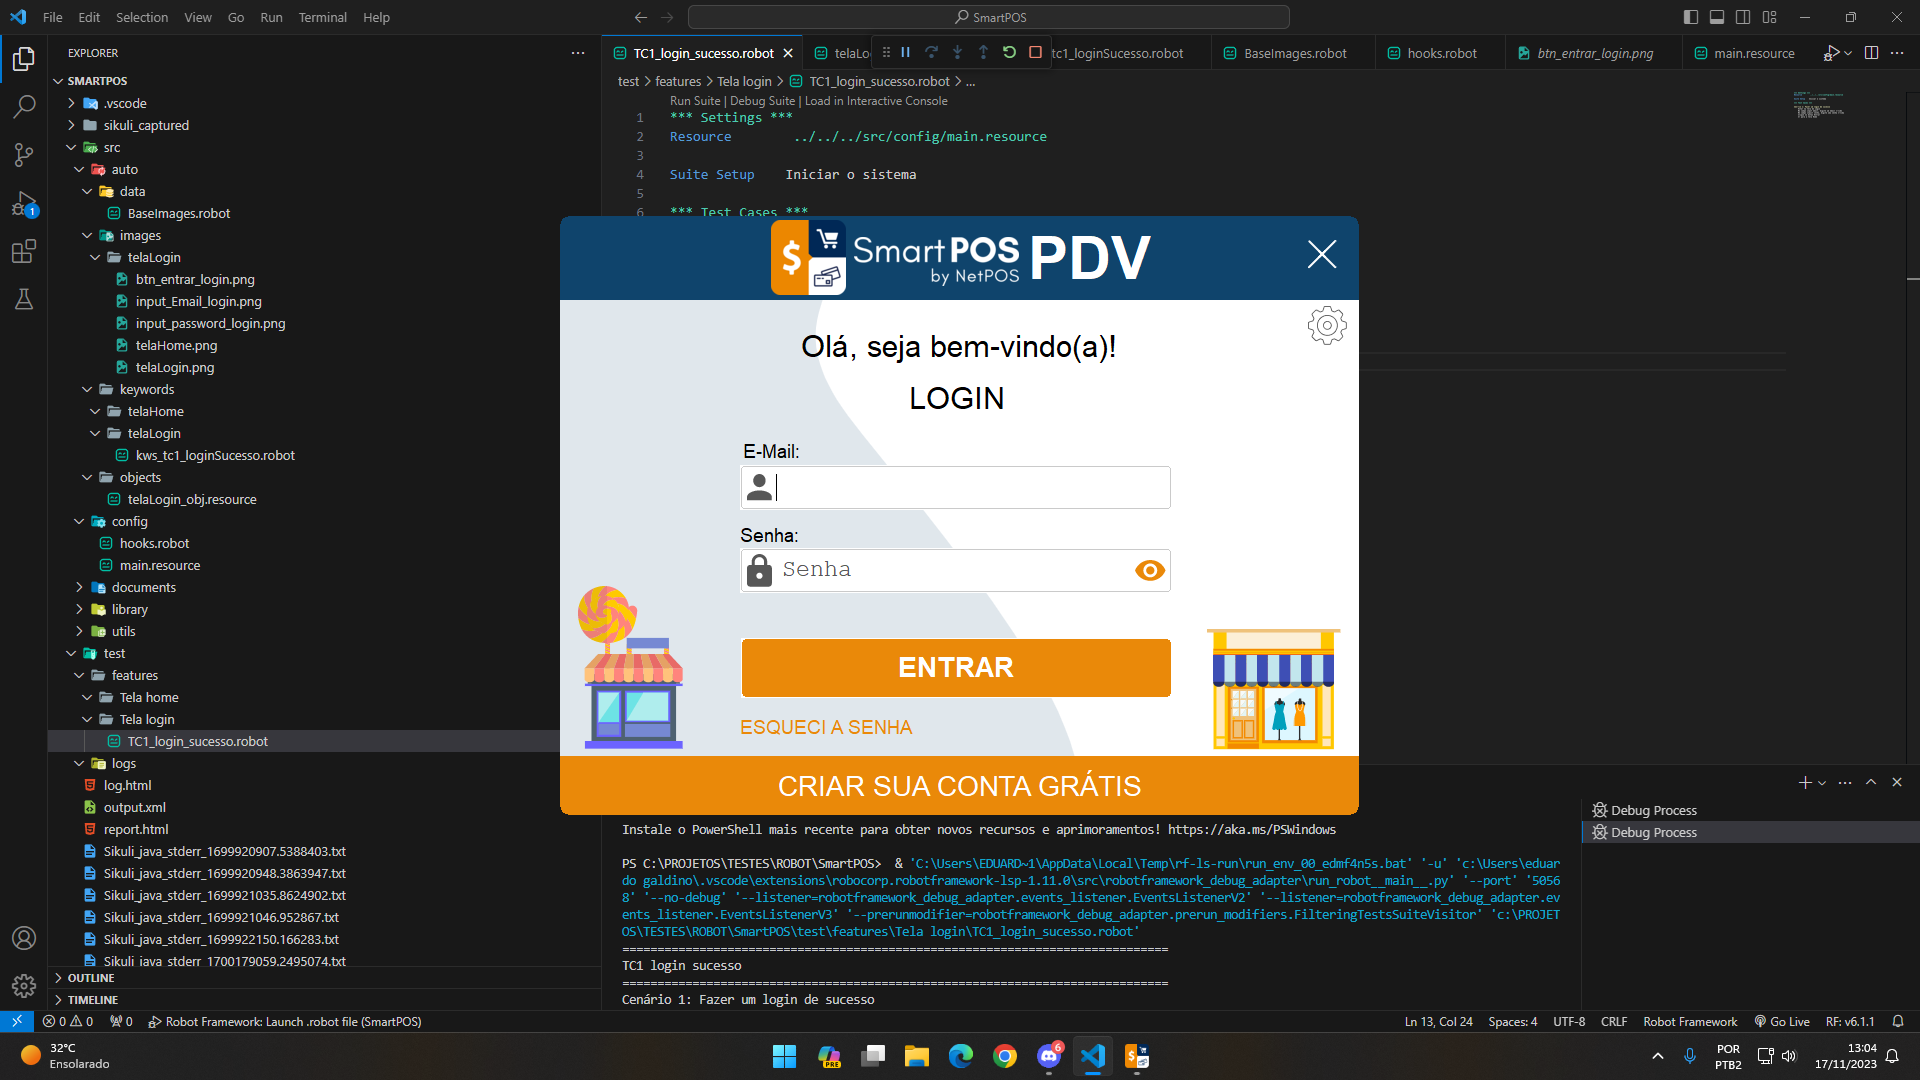 File Edit Selection View Go Run Terminal Help
SmartPOS
EXPLORER
SMARTPOS
.vscode
sikuli_captured
src
auto
data
BaseImages.robot
images
telaLogin
btn_entrar_login.png
input_Email_login.png
input_password_login.png
telaHome.png
telaLogin.png
keywords
telaHome
telaLogin
kws_tc1_loginSucesso.robot
objects
telaLogin_obj.resource
config
hooks.robot
main.resource
documents
library
utils
test
features
Tela home
Tela login
TC1_login_sucesso.robot
logs
log.html
output.xml
report.html
Sikuli_java_stderr_1699920907.5388403.txt
Sikuli_java_stderr_1699920948.3863947.txt
Sikuli_java_stderr_1699921035.8624902.txt
Sikuli_java_stderr_1699921046.952867.txt
Sikuli_java_stderr_1699922150.166283.txt
Sikuli_java_stderr_1700179059.2495074.txt
OUTLINE
TIMELINE
1
TC1_login_sucesso.robot telaLo tc1_loginSucesso.robot BaseImages.robot hooks.robot btn_entrar_login.png main.resource
test > features > Tela login > TC1_login_sucesso.robot > ...
Run Suite | Debug Suite | Load in Interactive Console
1 *** Settings ***
2 Resource ../../../src/config/main.resource
3
4 Suite Setup Iniciar o sistema
5
6 *** Test Cases ***
$ Smart POS PDV
by NetPOS
Olá, seja bem-vindo(a)!
LOGIN
E-Mail:
Senha:
Senha
ENTRAR
ESQUECI A SENHA
CRIAR SUA CONTA GRÁTIS
Instale o PowerShell mais recente para obter novos recursos e aprimoramentos! https://aka.ms/PSWindows
PS C:\PROJETOS\TESTES\ROBOT\SmartPOS> & 'C:\Users\EDUARD~1\AppData\Local\Temp\rf-ls-run\run_env_00_edmf4n5s.bat' '-u' 'c:\Users\eduar
do galdino\.vscode\extensions\robocorp.robotframework-lsp-1.11.0\src\robotframework_debug_adapter\run_robot__main__.py' '--port' '5056
8' '--no-debug' '--listener=robotframework_debug_adapter.events_listener.EventsListenerV2' '--listener=robotframework_debug_adapter.ev
ents_listener.EventsListenerV3' '--prerunmodifier=robotframework_debug_adapter.prerun_modifiers.FilteringTestsSuiteVisitor' 'c:\PROJET
OS\TESTES\ROBOT\SmartPOS\test\features\Tela login\TC1_login_sucesso.robot'
==============================================================================
TC1 login sucesso
==============================================================================
Cenário 1: Fazer um login de sucesso
Debug Process
Debug Process
0 0 0 Robot Framework: Launch .robot file (SmartPOS)
Ln 13, Col 24 Spaces: 4 UTF-8 CRLF Robot Framework Go Live RF: v6.1.1
32°C
Ensolarado
PRE
6
$
POR
PTB2
13:04
17/11/2023